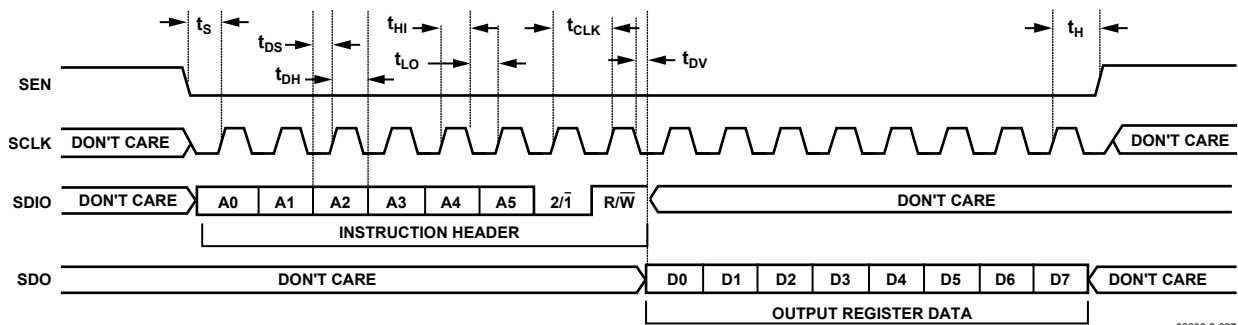 tS tHI tCLK tH
tDS
tLO tDV
tDH
SEN
SCLK DON'T CARE DON'T CARE
SDIO DON'T CARE A0 A1 A2 A3 A4 A5 2/1̅ R/W̅ DON'T CARE
INSTRUCTION HEADER
SDO DON'T CARE D0 D1 D2 D3 D4 D5 D6 D7 DON'T CARE
OUTPUT REGISTER DATA